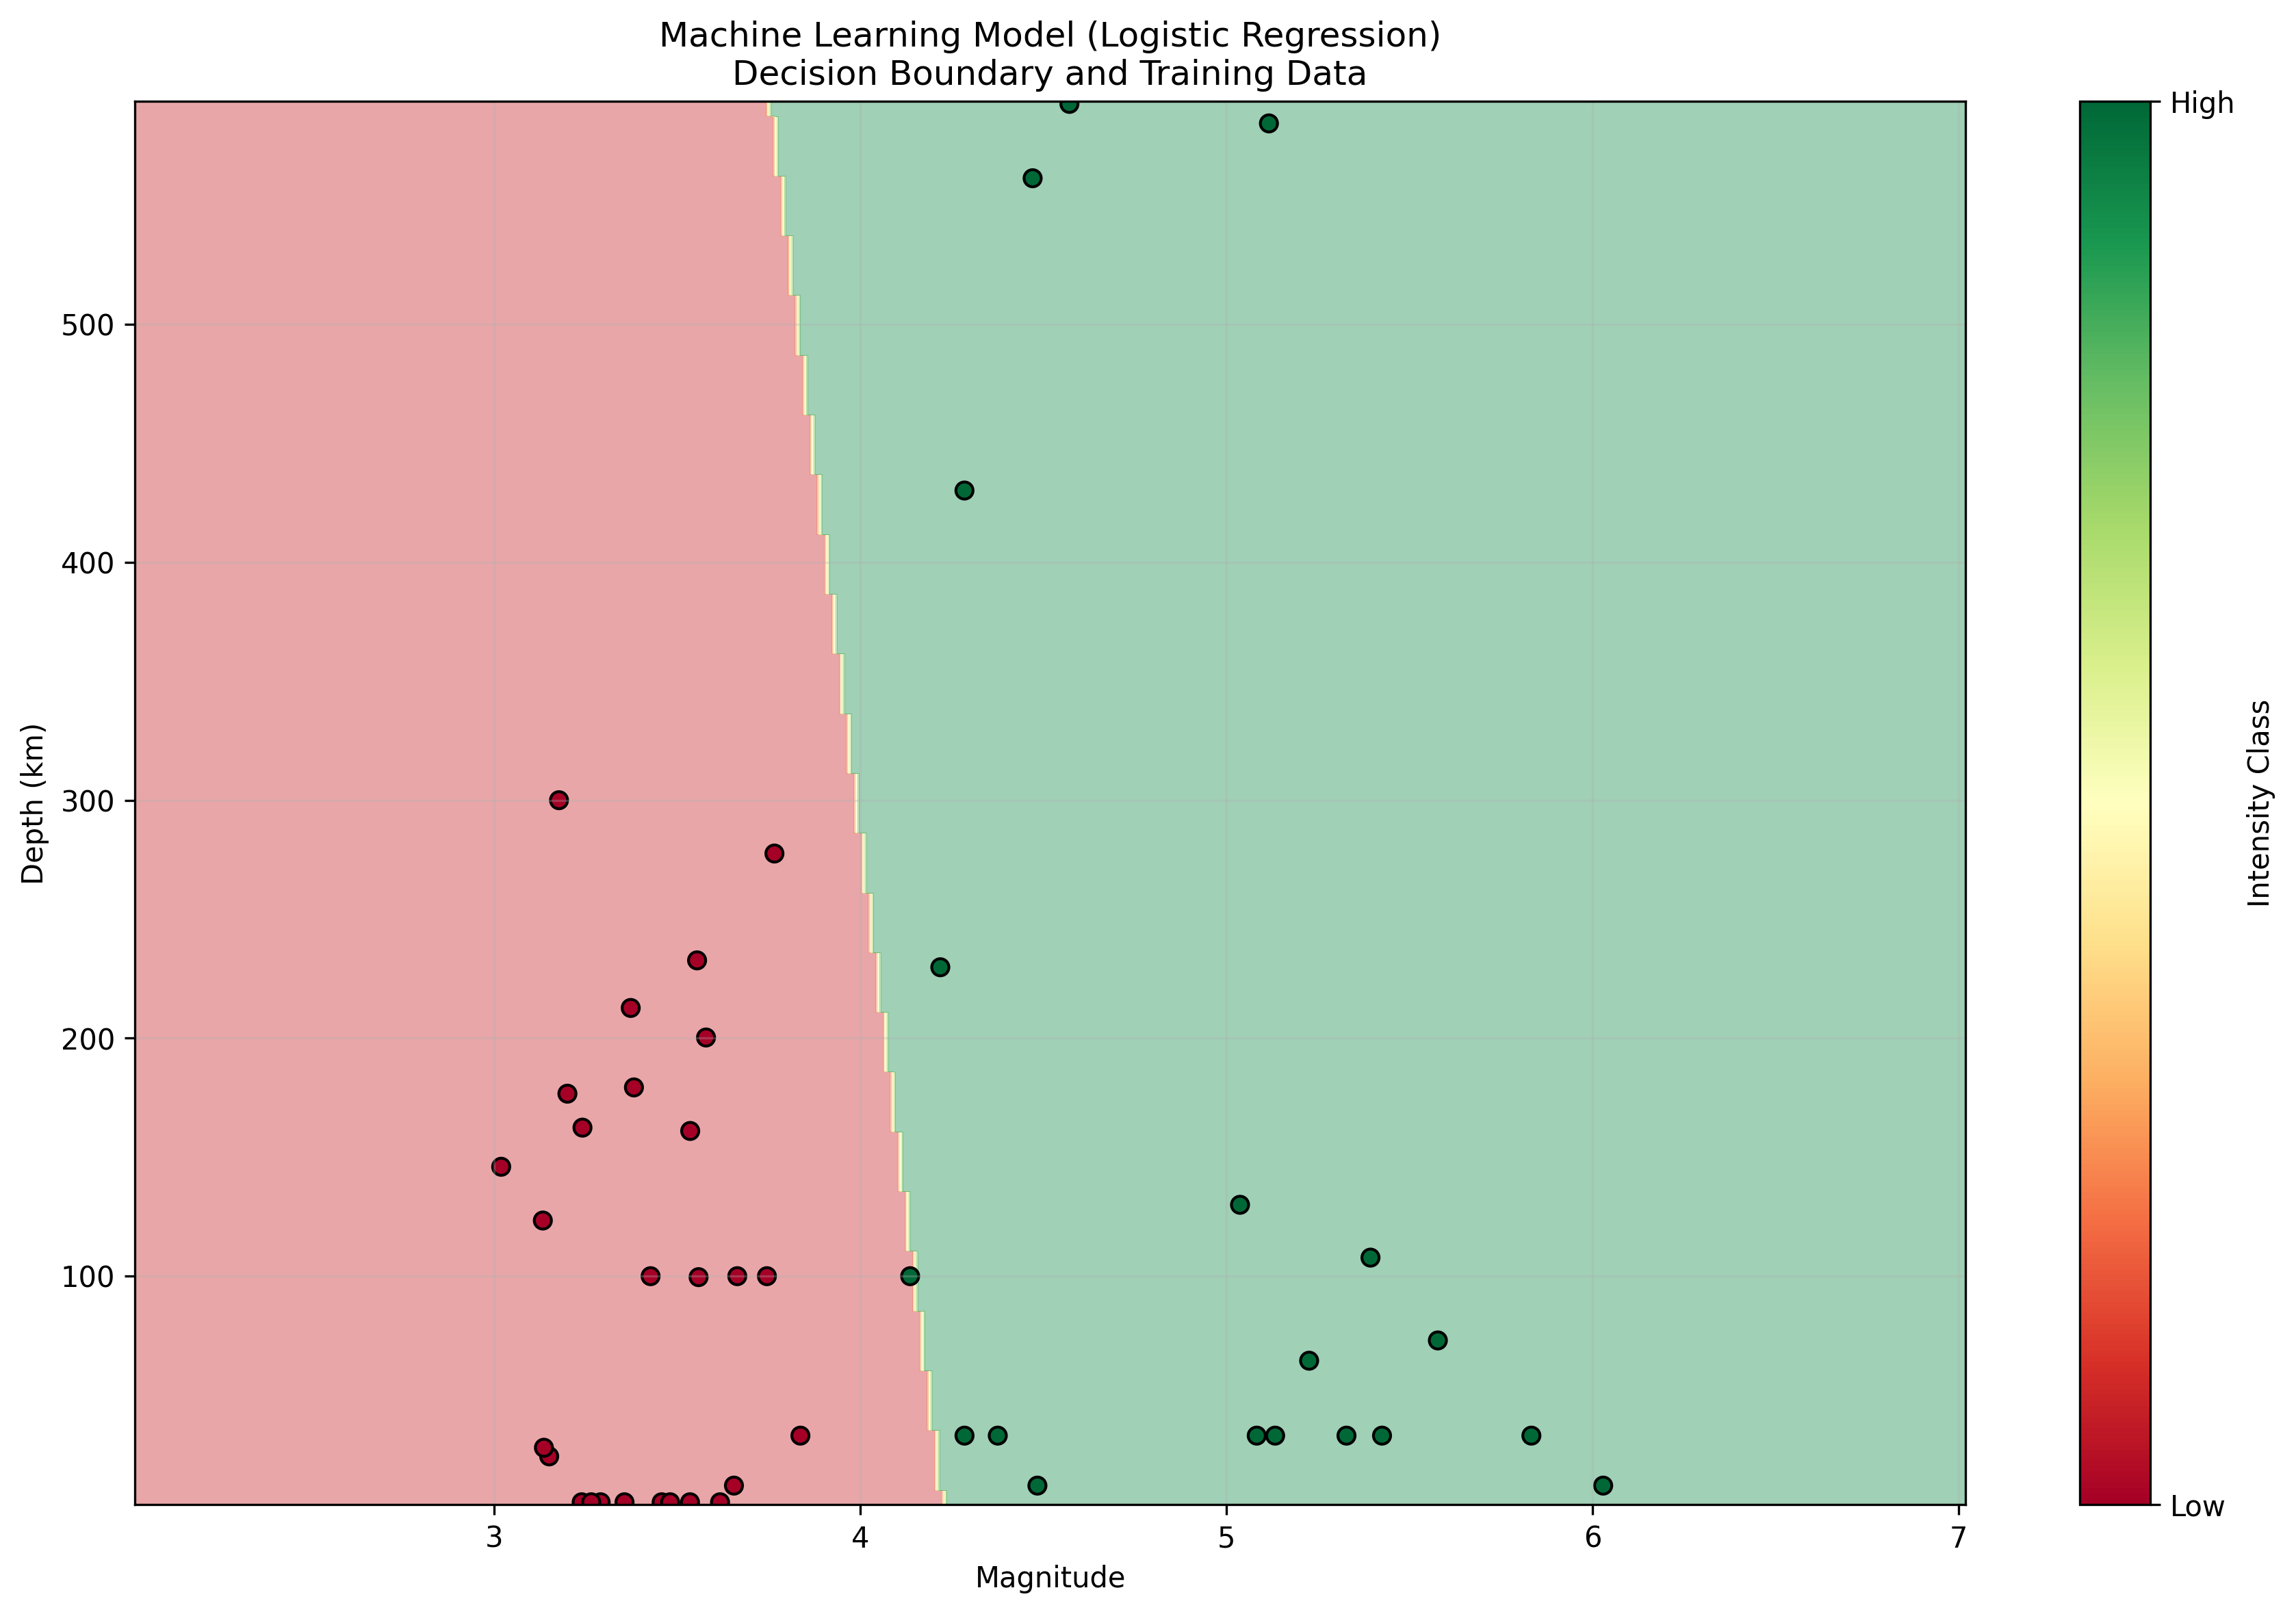 Machine Learning Model (Logistic Regression)
Decision Boundary and Training Data
High
500
400
300
200
100
Depth (km)
Intensity Class
Low
3 4 5 6 7
Magnitude